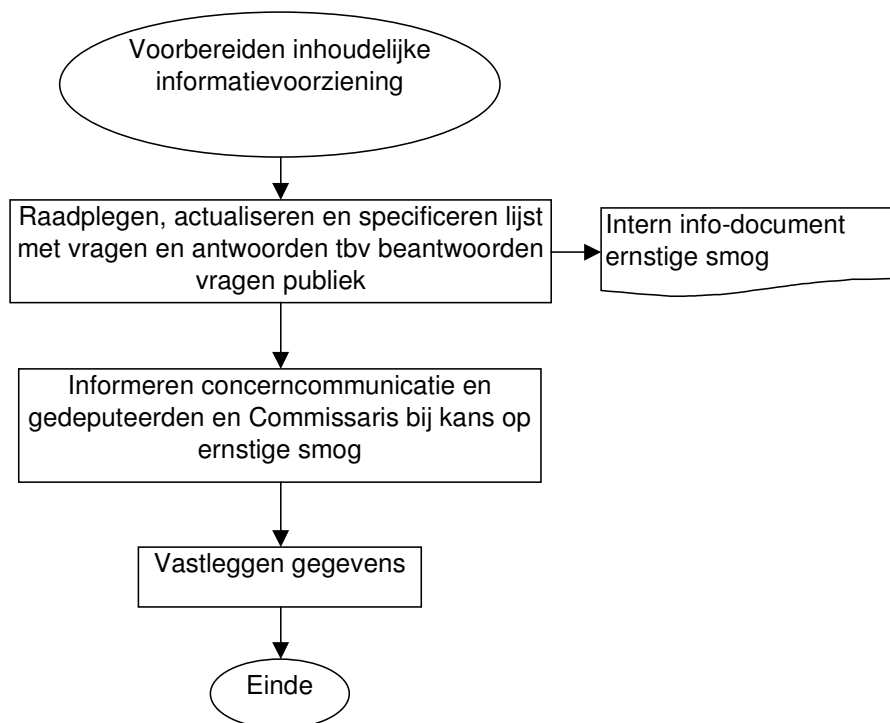 Voorbereiden inhoudelijke
informatievoorziening
Raadplegen, actualiseren en specificeren lijst
met vragen en antwoorden tbv beantwoorden
vragen publiek
Intern info-document
ernstige smog
Informeren concerncommunicatie en
gedeputeerden en Commissaris bij kans op
ernstige smog
Vastleggen gegevens
Einde